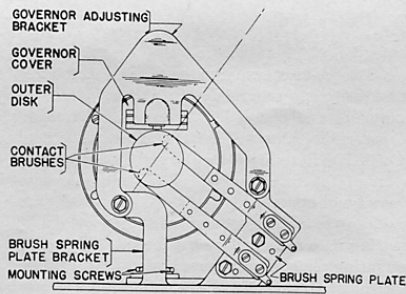 GOVERNOR ADJUSTING
BRACKET
GOVERNOR
COVER
OUTER
DISK
CONTACT
BRUSHES
BRUSH SPRING
PLATE BRACKET
MOUNTING SCREWS
BRUSH SPRING PLATE